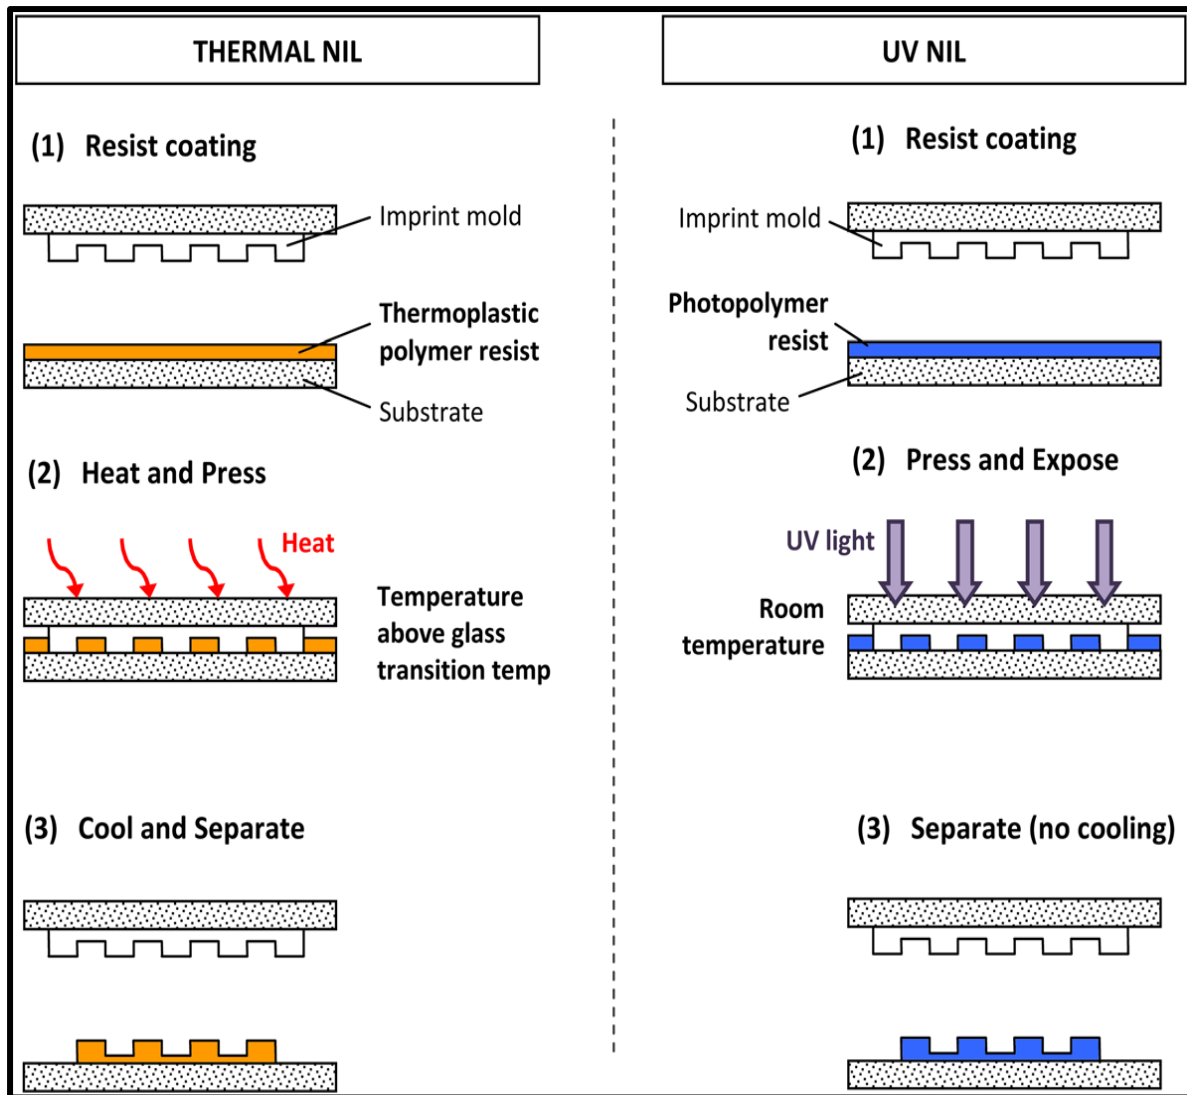 THERMAL NIL
(1) Resist coating
Imprint mold
Thermoplastic
polymer resist
Substrate
(2) Heat and Press
Heat
Temperature
above glass
transition temp
(3) Cool and Separate
UV NIL
(1) Resist coating
Imprint mold
Photopolymer
resist
Substrate
(2) Press and Expose
UV light
Room
temperature
(3) Separate (no cooling)